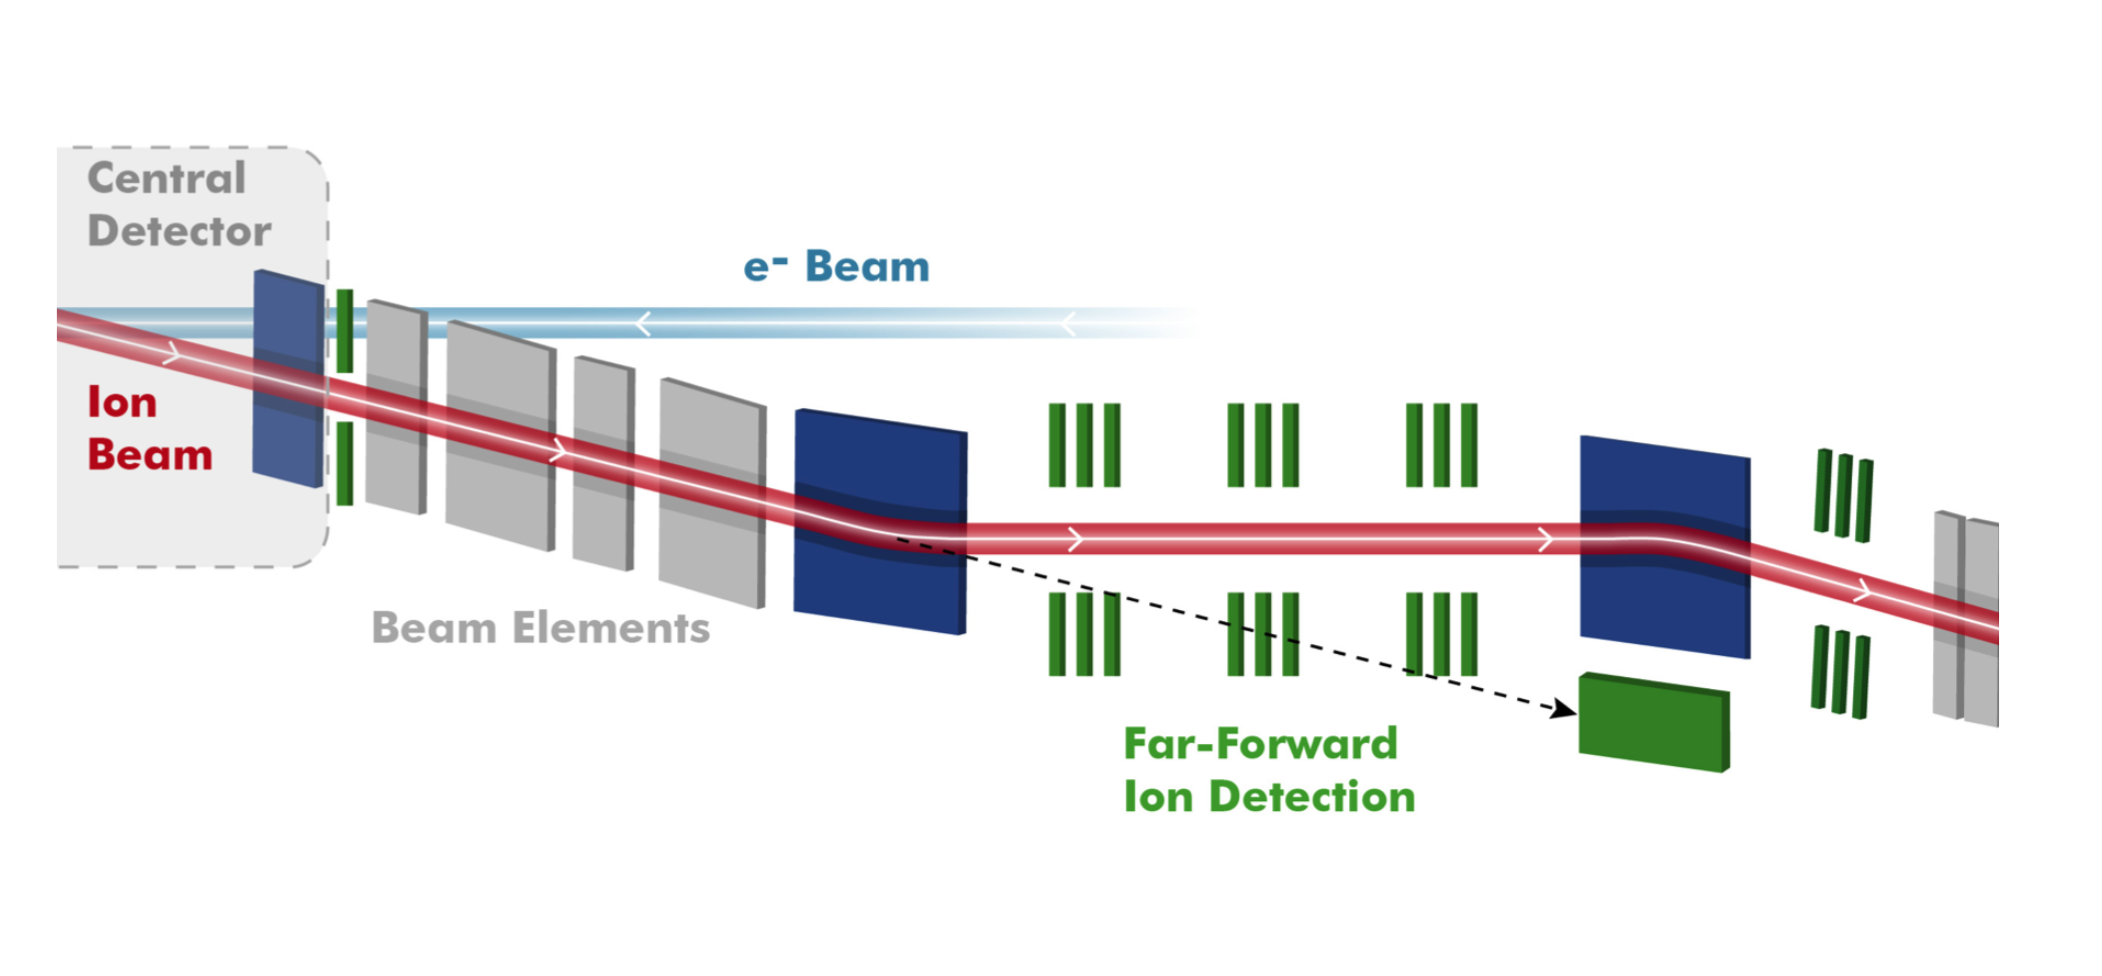 Central
Detector
e- Beam
Ion
Beam
Beam Elements
Far-Forward
Ion Detection